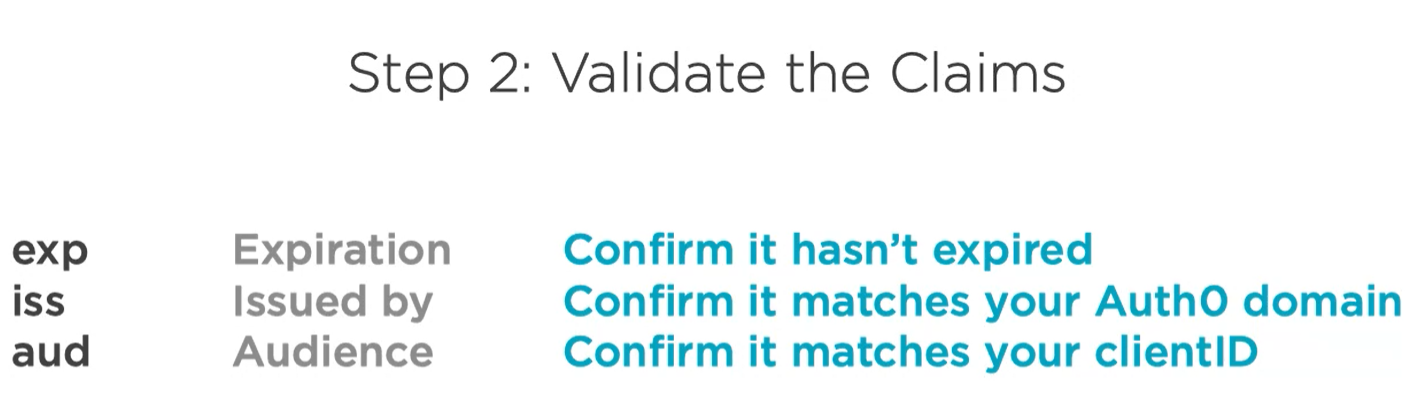 Step 2: Validate the Claims
exp Expiration Confirm it hasn’t expired
iss Issued by Confirm it matches your Auth0 domain
aud Audience Confirm it matches your clientID